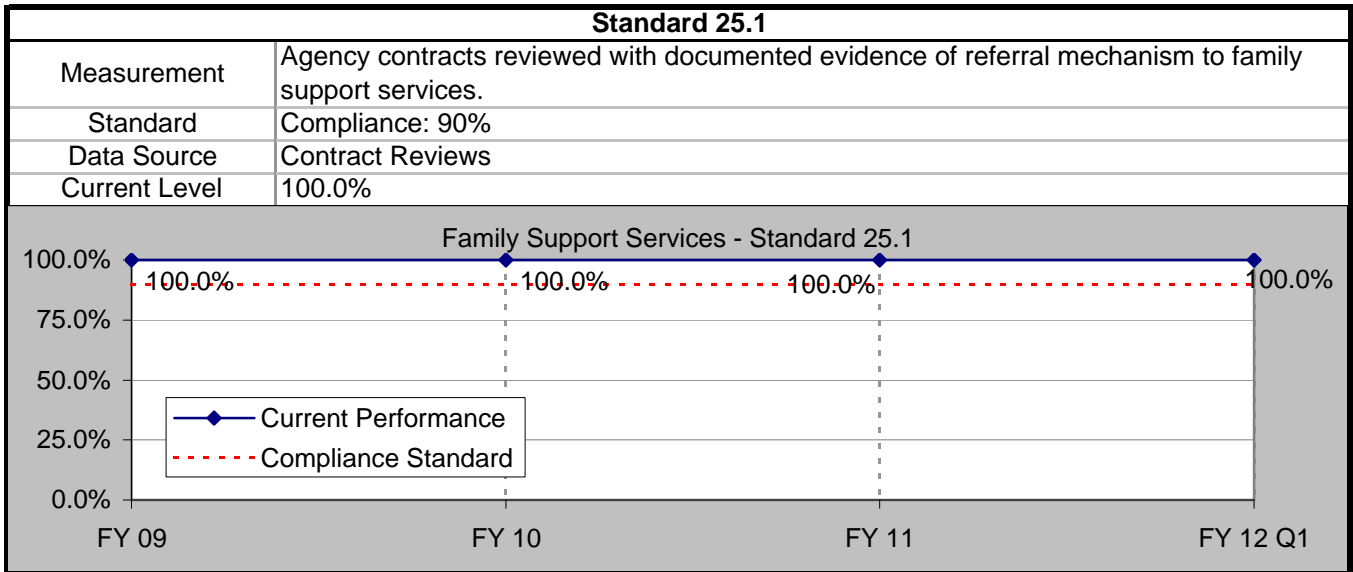 Standard 25.1
Measurement
Agency contracts reviewed with documented evidence of referral mechanism to family
support services.
Standard
Compliance: 90%
Data Source
Contract Reviews
Current Level
100.0%
Family Support Services - Standard 25.1
100.0%
100.0%
100.0%
100.0%
100.0%
75.0%
50.0%
25.0%
0.0%
Current Performance
Compliance Standard
FY 09
FY 10
FY 11
FY 12 Q1